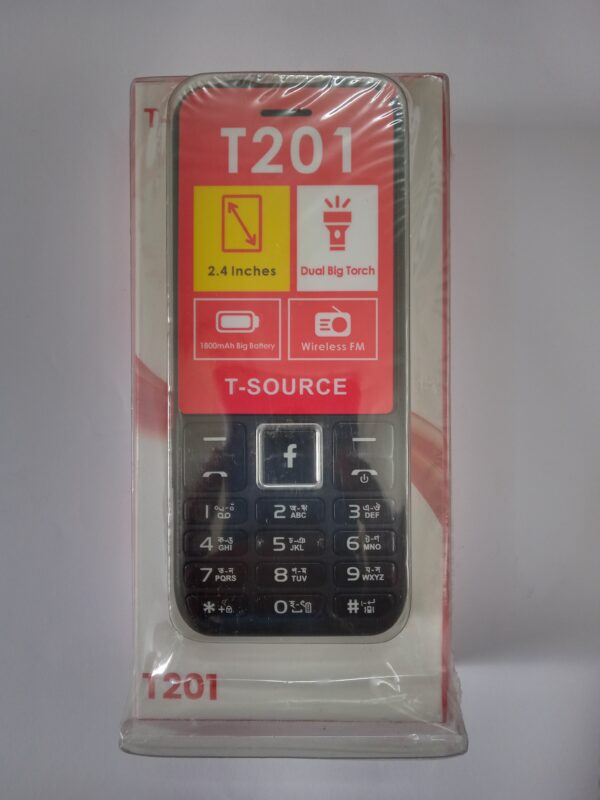 T-
T201
2.4 Inches
Dual Big Torch
1800mAh Big Battery
Wireless FM
T-SOURCE
f
1
2 ABC
3 DEF
4 GHI
5 JKL
6 MNO
7 PQRS
8 TUV
9 WXYZ
* +
0
#
T201